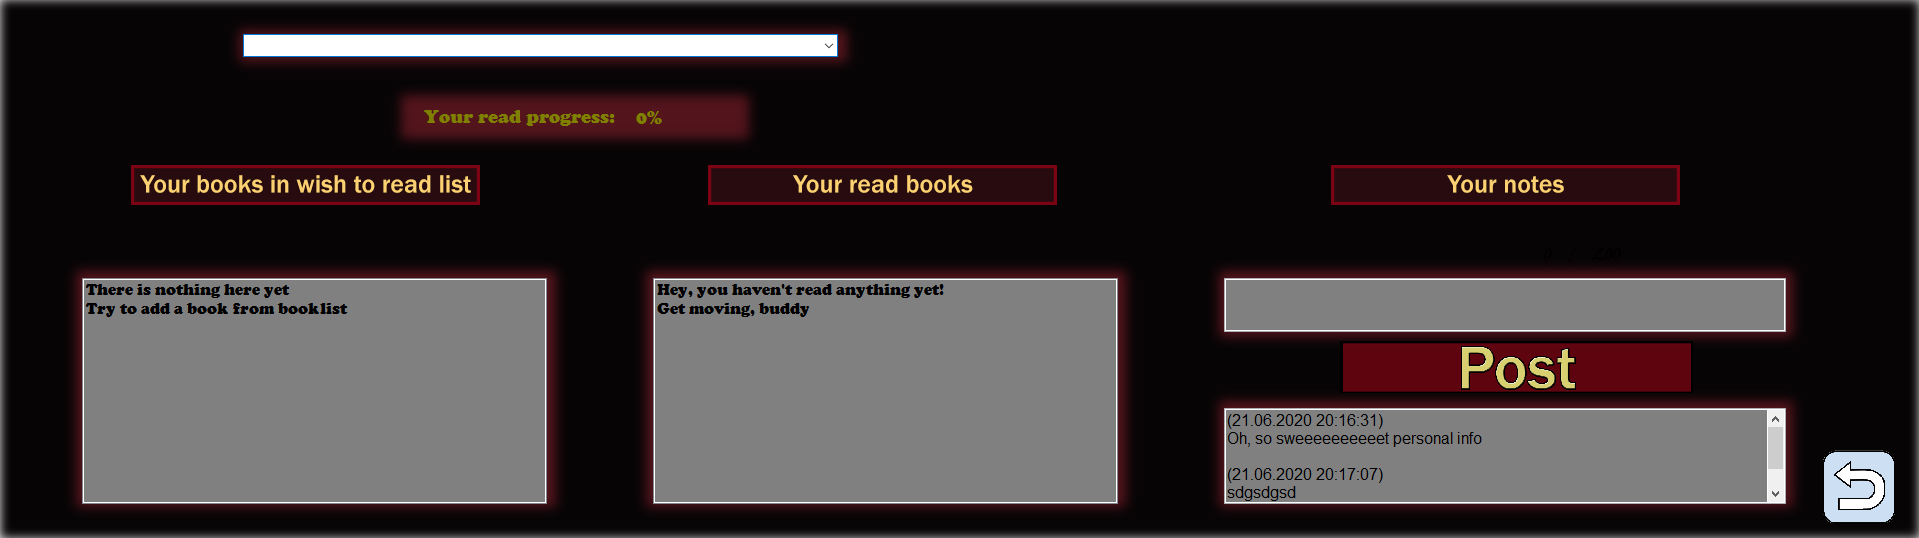 Your read progress: 0%
Your books in wish to read list
Your read books
Your notes
There is nothing here yet
Try to add a book from booklist
Hey, you haven't read anything yet!
Get moving, buddy
Post
(21.06.2020 20:16:31)
Oh, so sweeeeeeeeeet personal info
(21.06.2020 20:17:07)
sdgsdgsd